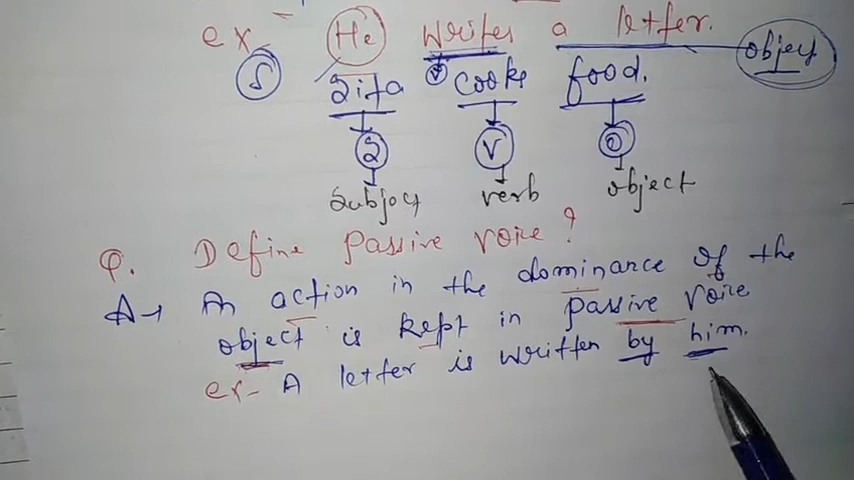 ex- He writes a letter. object
S Sita V cooks food.
S V O
Subject verb object
Q. Define passive voice?
A→ An action in the dominance of the
object is kept in passive voice
ex- A letter is written by him.